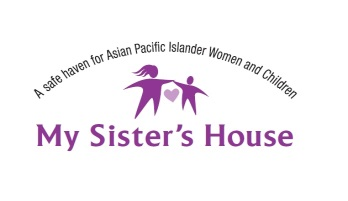 A safe haven for Asian Pacific Islander Women and Children
My Sister's House